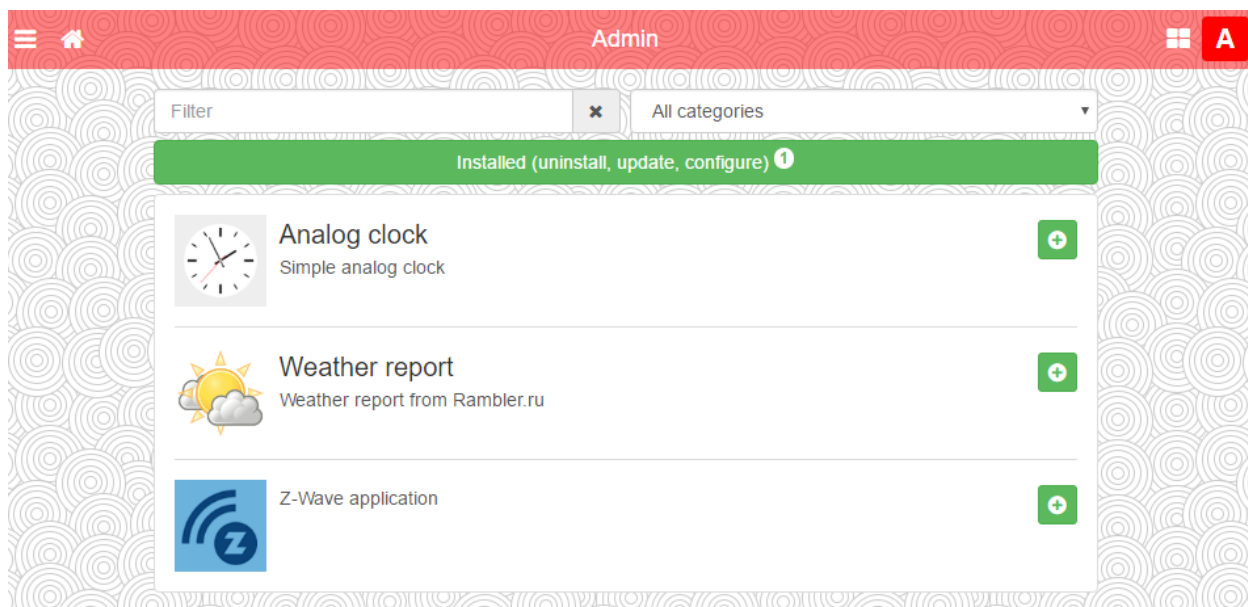 Admin
A
Filter
All categories
Installed (uninstall, update, configure) 1
Analog clock
Simple analog clock
Weather report
Weather report from Rambler.ru
Z-Wave application
Z